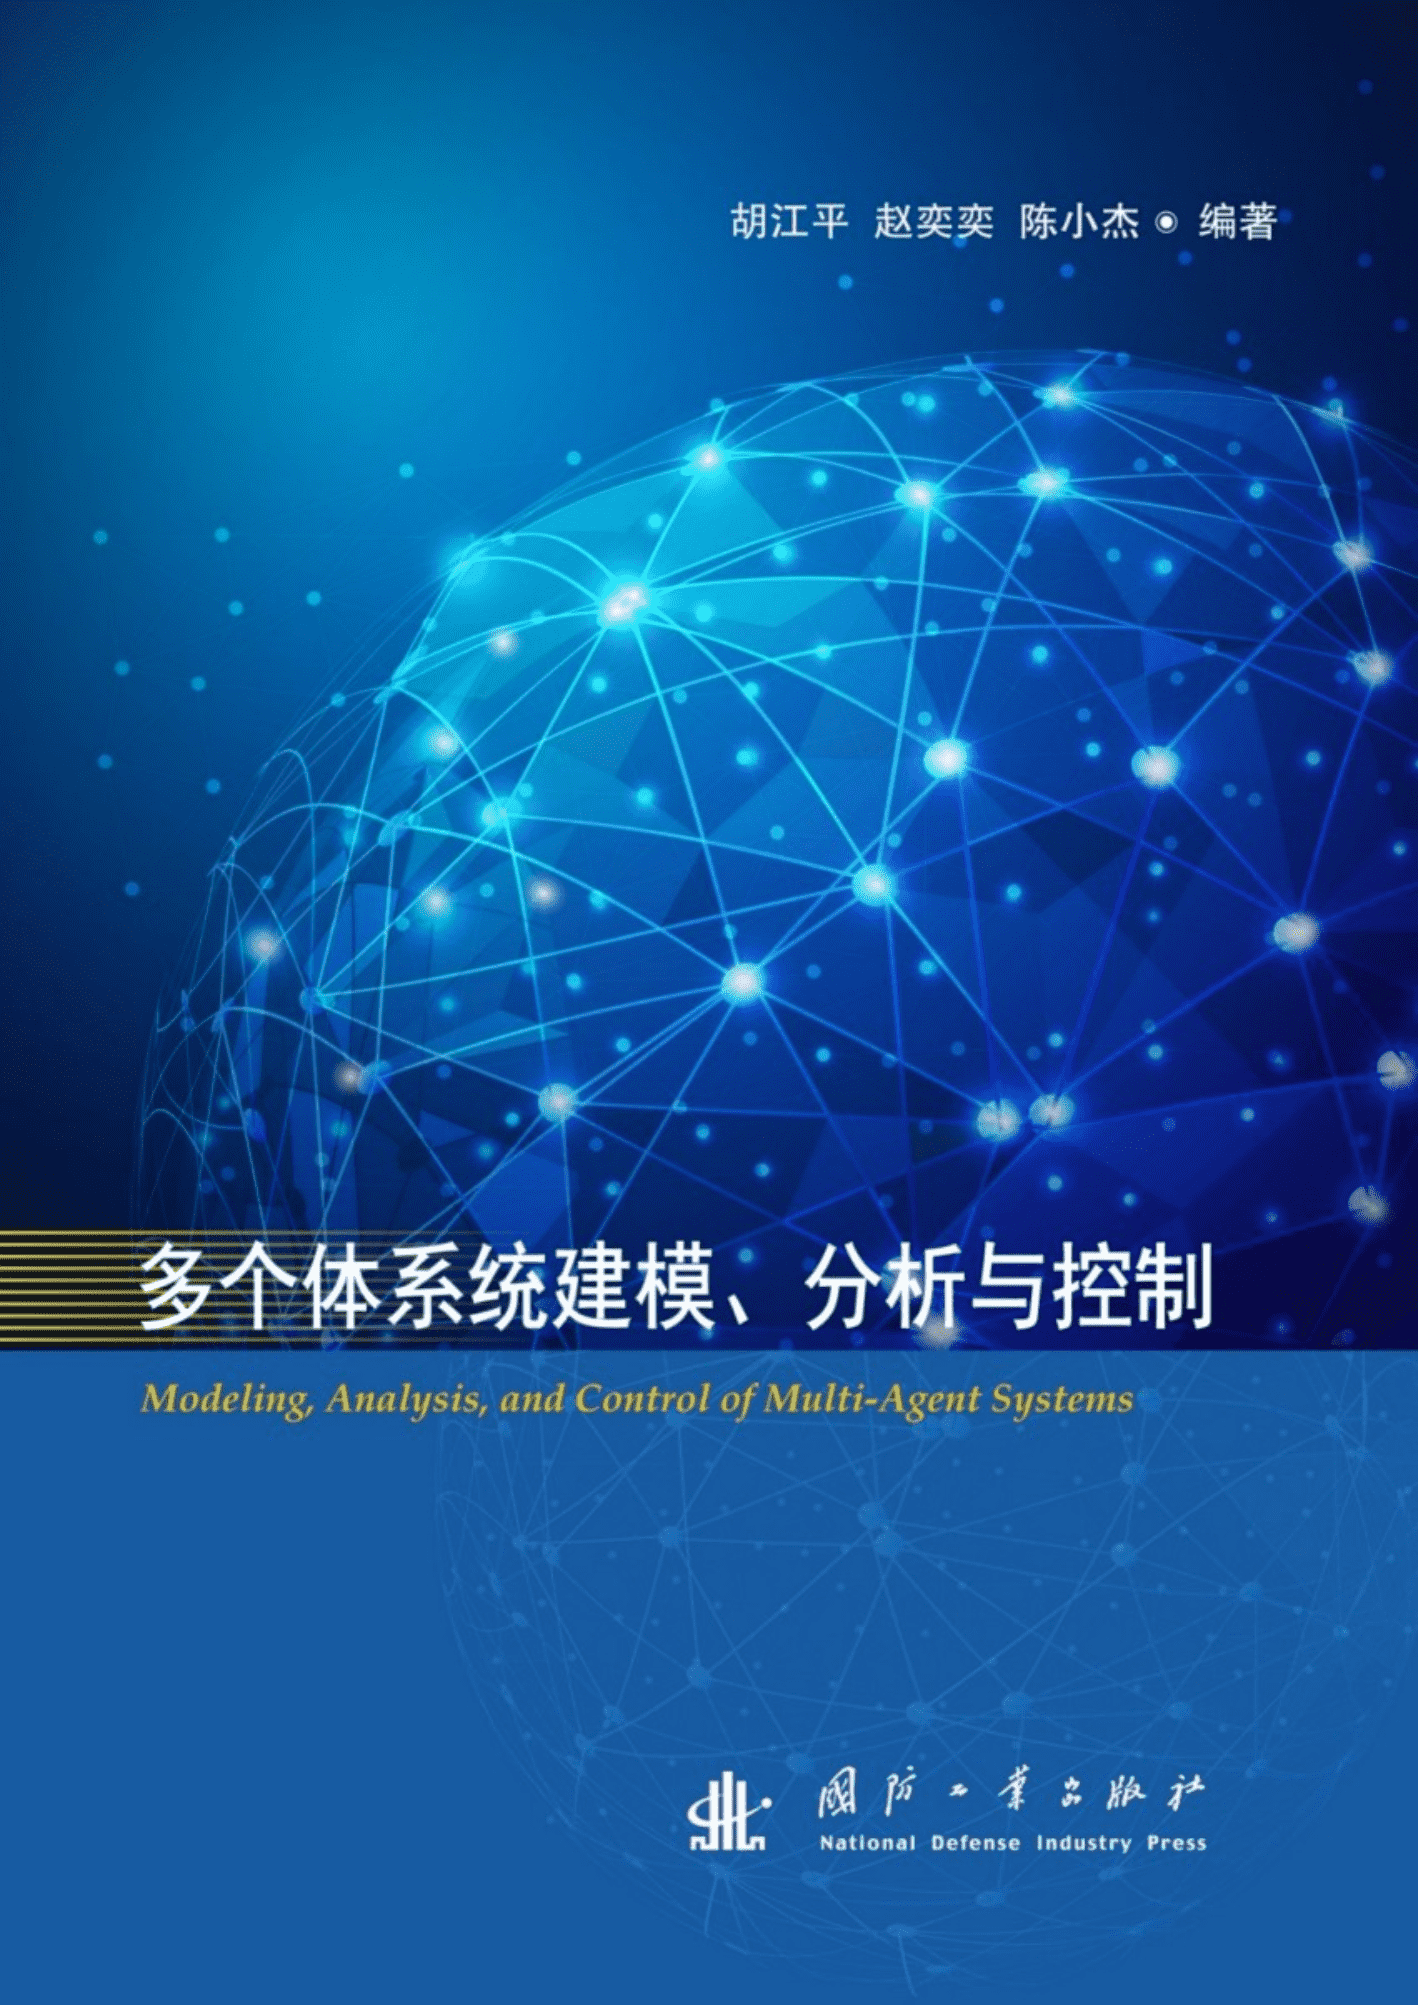 胡江平 赵奕奕 陈小杰 ◉ 编著
多个体系统建模、分析与控制
Modeling, Analysis, and Control of Multi-Agent Systems
國防工業出版社
National Defense Industry Press